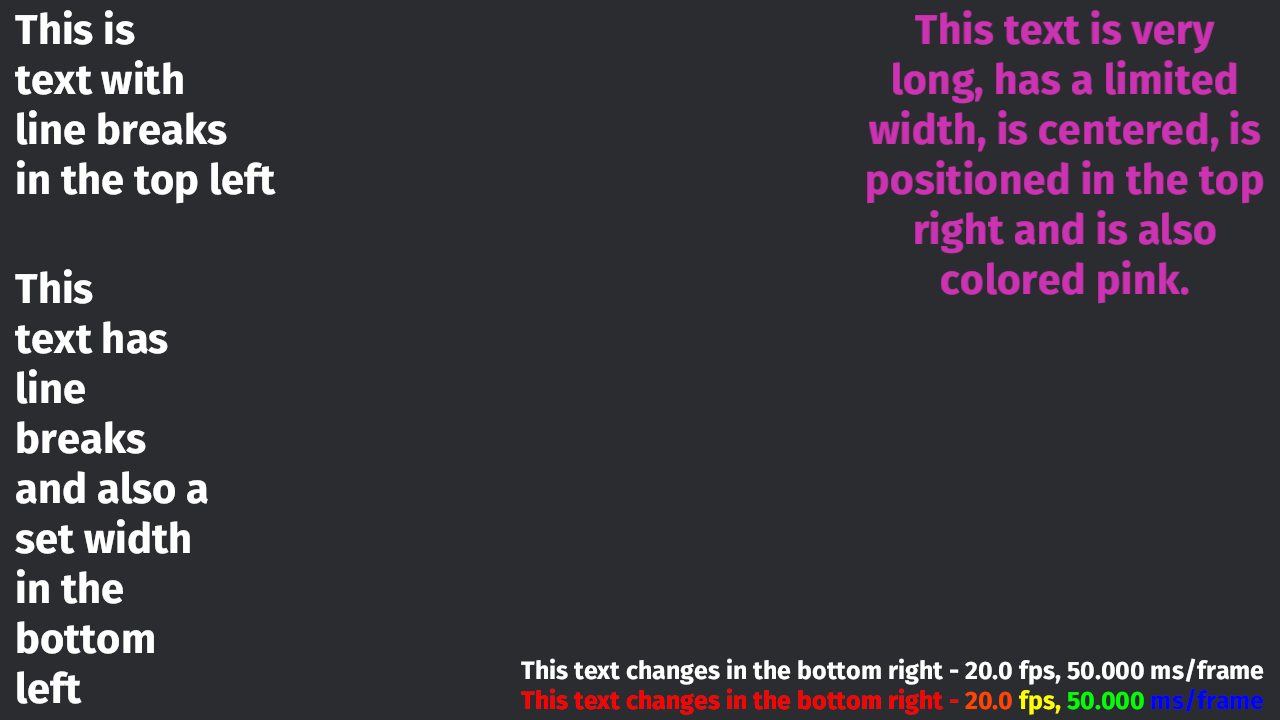 This is
text with
line breaks
in the top left
This text is very
long, has a limited
width, is centered, is
positioned in the top
right and is also
colored pink.
This
text has
line
breaks
and also a
set width
in the
bottom
left
This text changes in the bottom right - 20.0 fps, 50.000 ms/frame
This text changes in the bottom right - 20.0 fps, 50.000 ms/frame